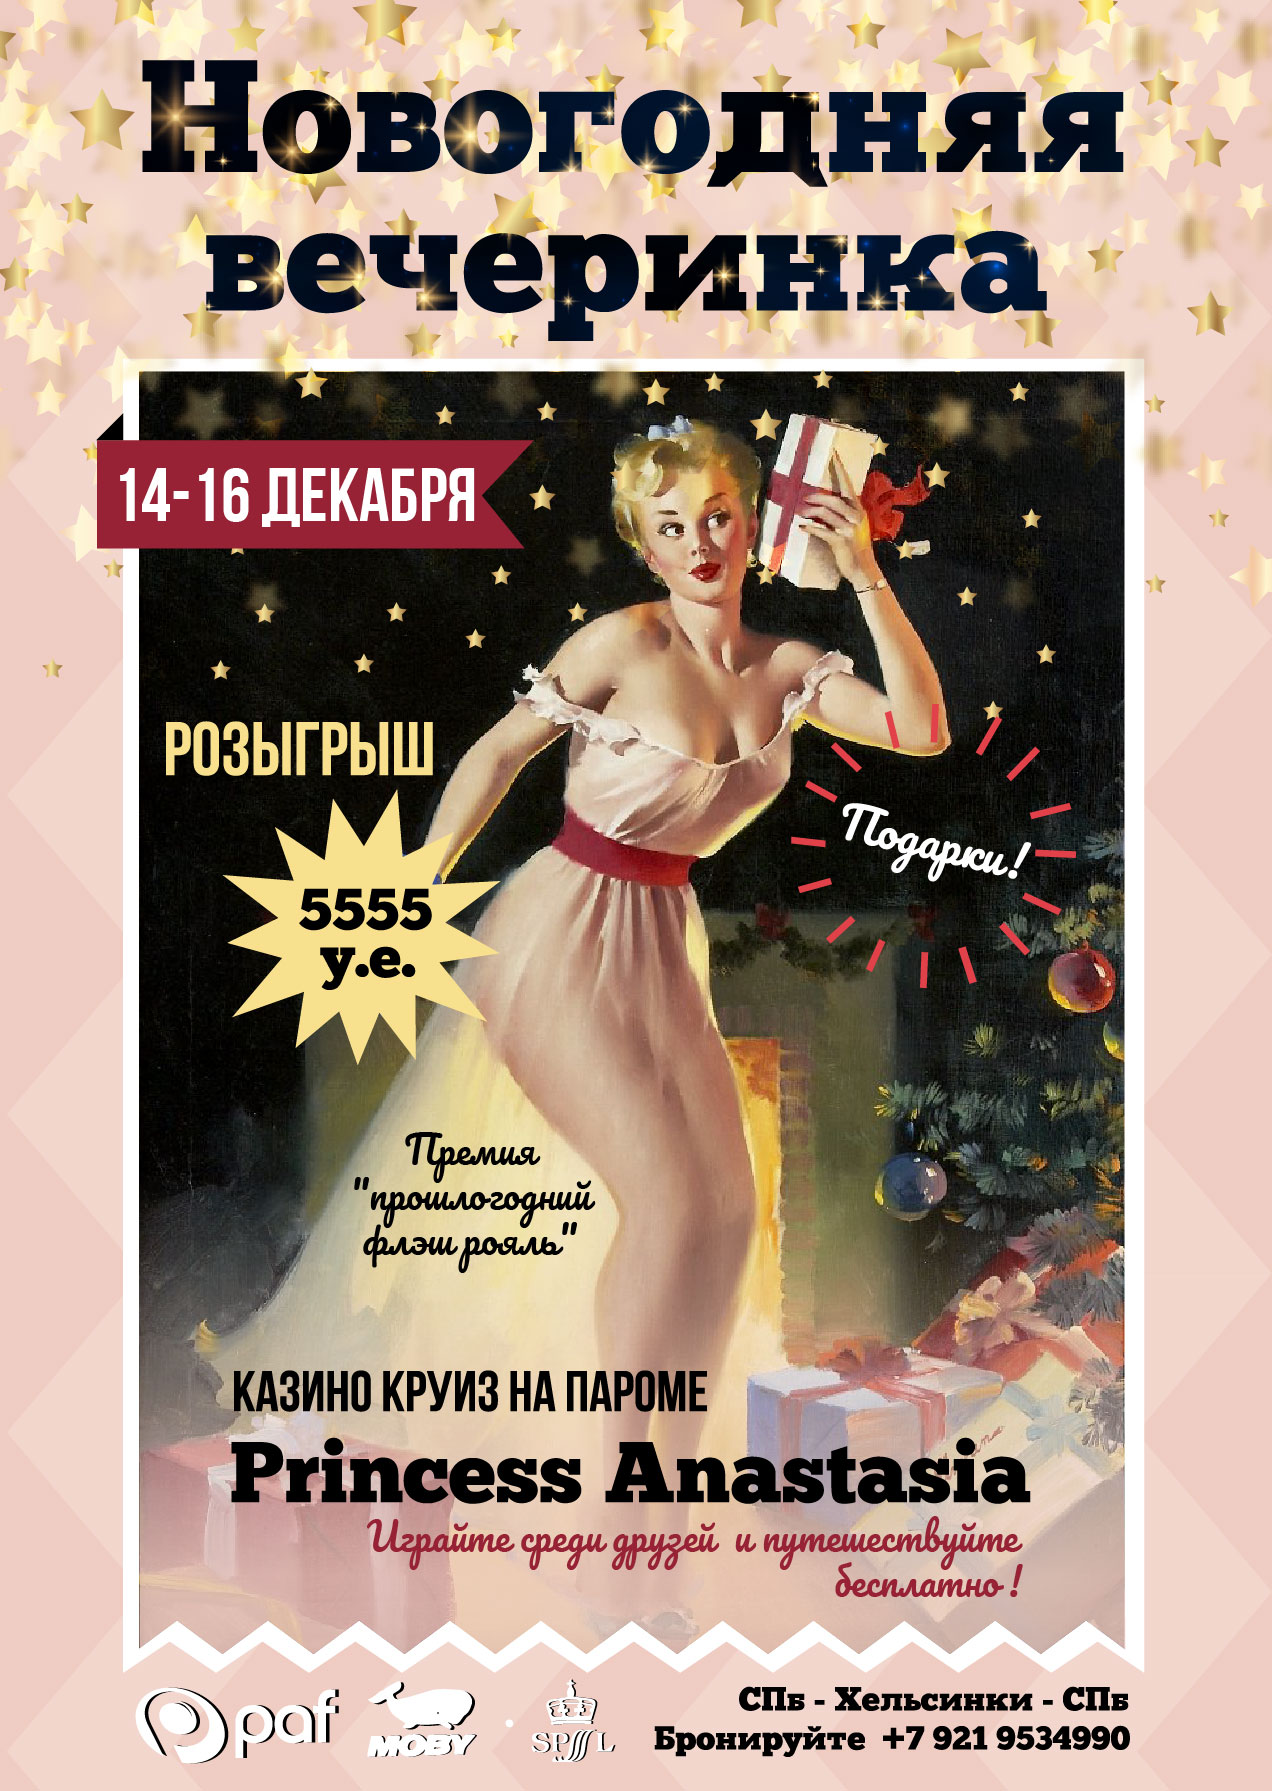 Новогодняя
вечеринка
14-16 ДЕКАБРЯ
РОЗЫГРЫШ
5555
у.е.
Подарки!
Премия
"прошлогодний
флэш рояль"
КАЗИНО КРУИЗ НА ПАРОМЕ
Princess Anastasia
Играйте среди друзей и путешествуйте
бесплатно !
paf
MOBY
SPL
СПб - Хельсинки - СПб
Бронируйте +7 921 9534990